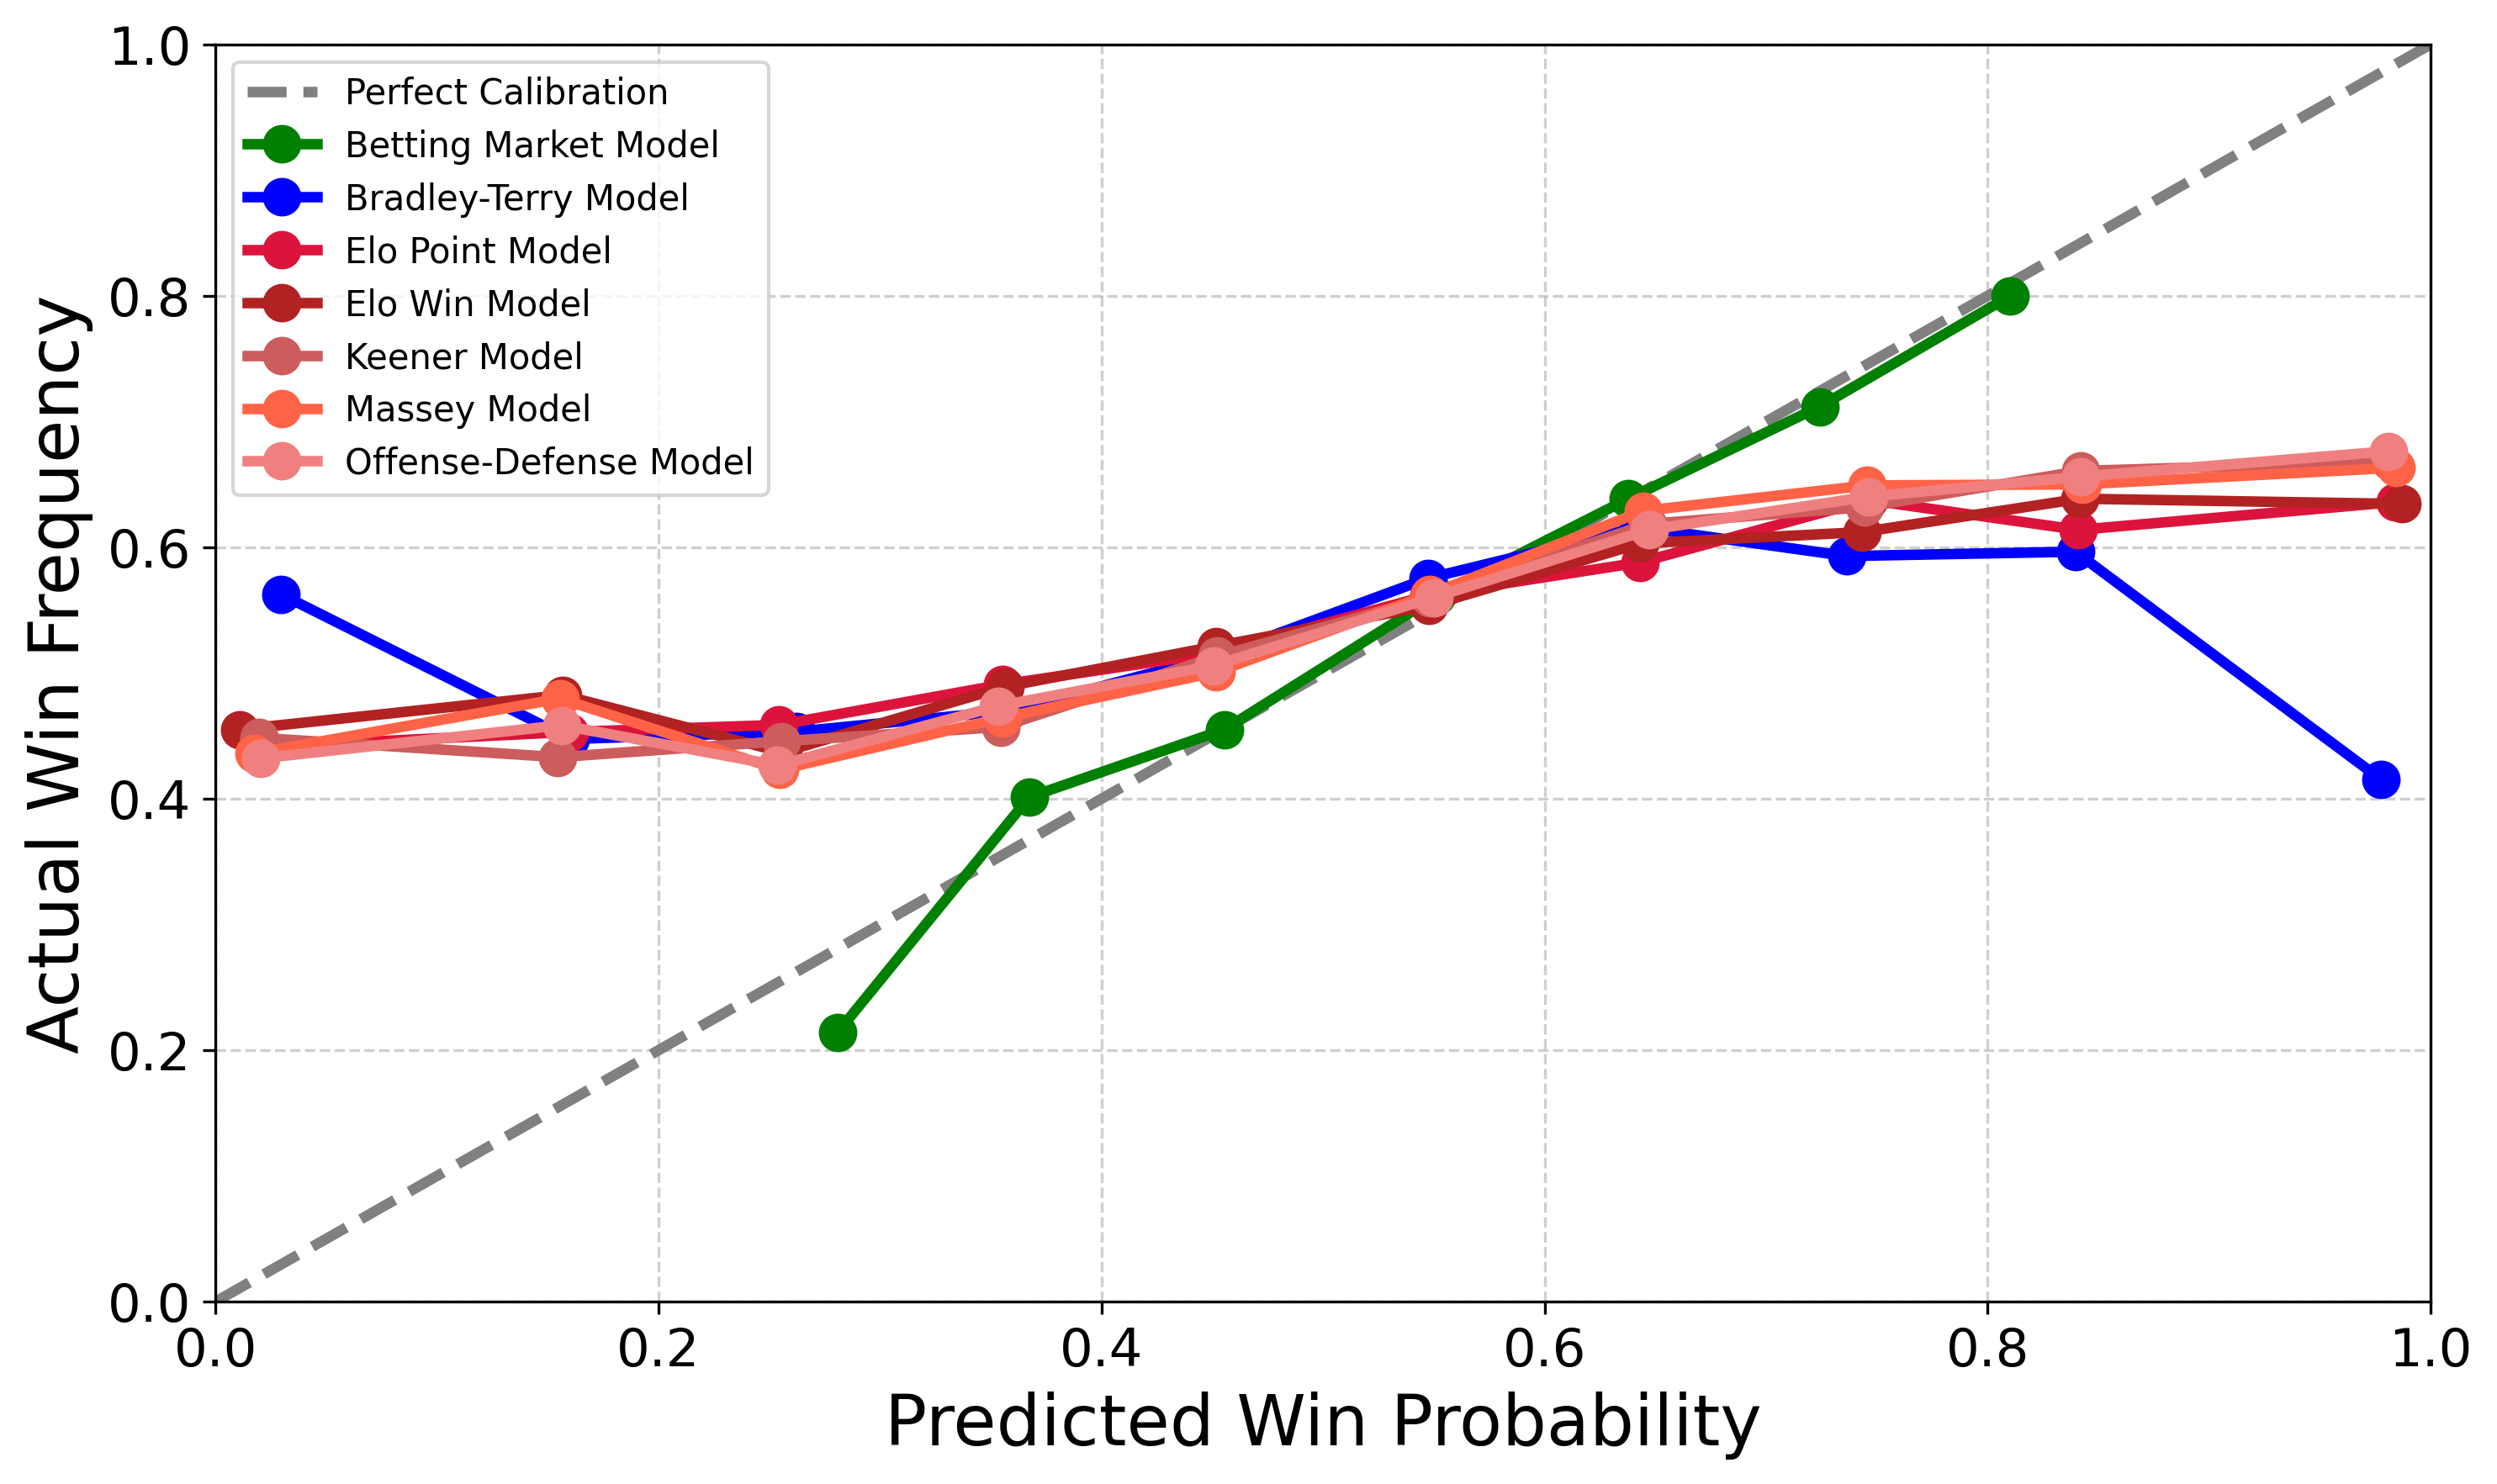 Actual Win Frequency
1.0
0.8
0.6
0.4
0.2
0.0
Perfect Calibration
Betting Market Model
Bradley-Terry Model
Elo Point Model
Elo Win Model
Keener Model
Massey Model
Offense-Defense Model
0.0 0.2 0.4 0.6 0.8 1.0
Predicted Win Probability